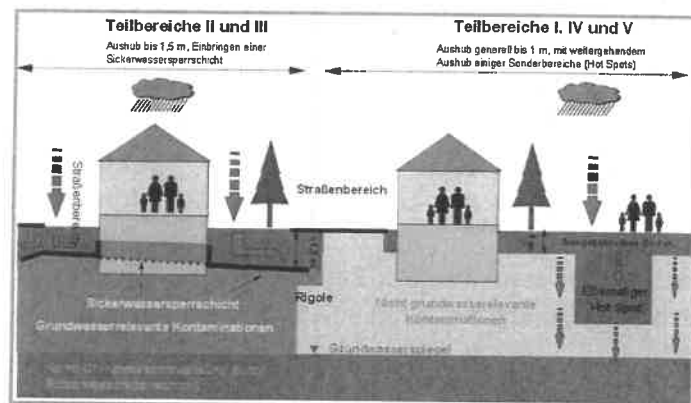 Teilbereiche II und III
Aushub bis 1,5 m, Einbringen einer
Sickerwassersperrschicht
Teilbereiche I. IV und V
Aushub generell bis 1 m, mit weitergehendem
Aushub einiger Sonderbereiche (Hot Spots)
Straßenbereich
Straßenbereich
Sickerwassersperrschicht
Grundwasserrelevante Kontaminationen
Rigole
Nicht grundwasserrelevante
Kontaminationen
Ehemaliger
Hot Spot
Grundwasserspiegel